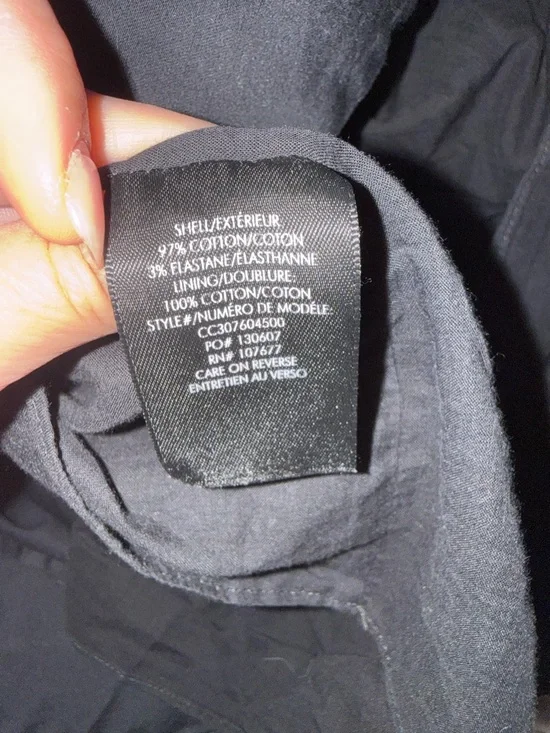 SHELL/EXTÉRIEUR
97% COTTON/COTON
3% ELASTANE/ÉLASTHANNE
LINING/DOUBLURE:
100% COTTON/COTON
STYLE#/NUMÉRO DE MODÈLE:
CC307604500
PO# 130607
RN# 107677
CARE ON REVERSE
ENTRETIEN AU VERSO